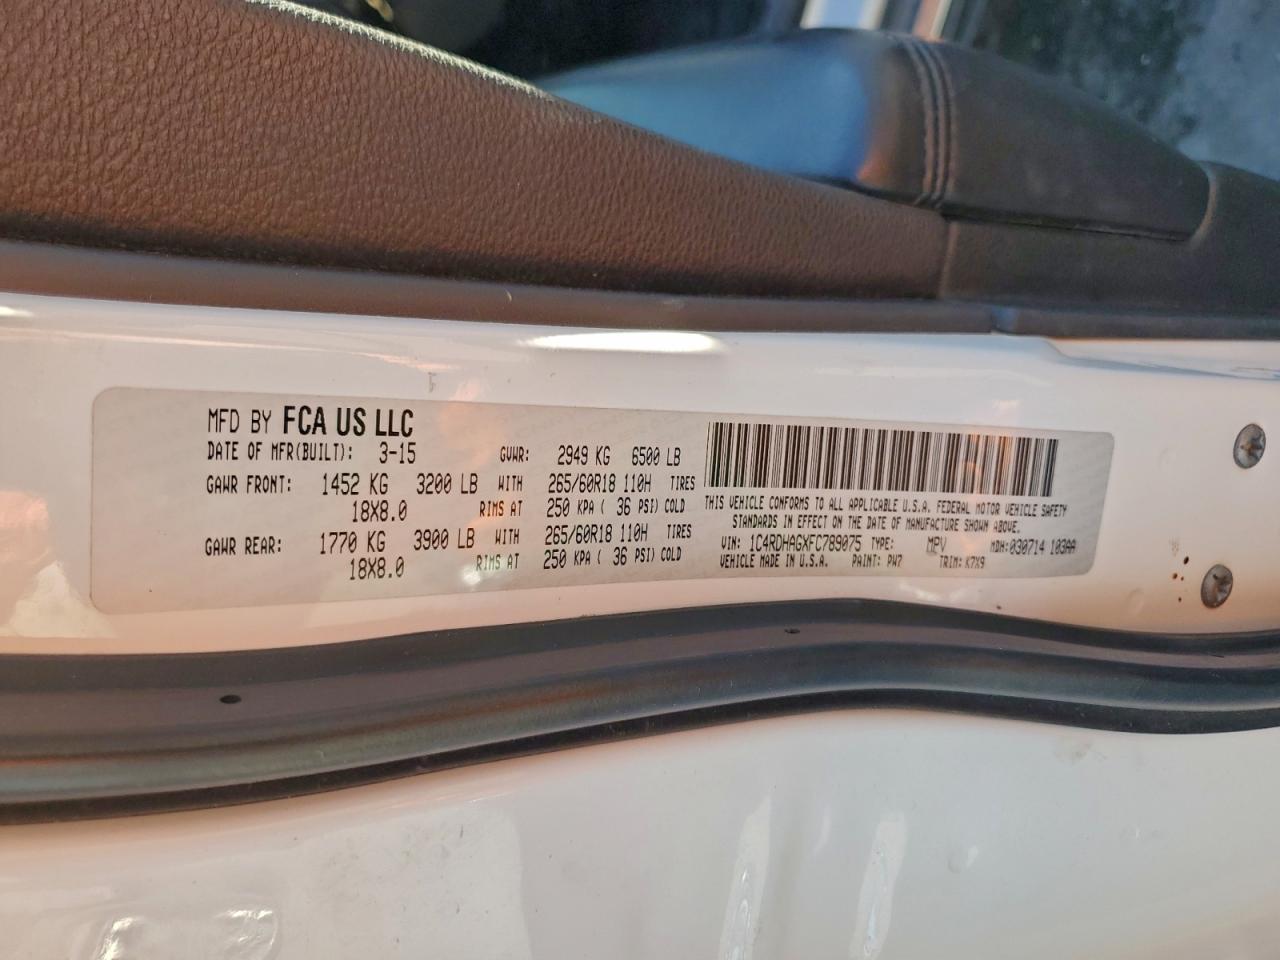 MFD BY FCA US LLC
DATE OF MFR(BUILT): 3-15 GVWR: 2949 KG 6500 LB
GAWR FRONT: 1452 KG 3200 LB WITH 265/60R18 110H TIRES
18X8.0 RIMS AT 250 KPA ( 36 PSI) COLD
GAWR REAR: 1770 KG 3900 LB WITH 265/60R18 110H TIRES
18X8.0 RIMS AT 250 KPA ( 36 PSI) COLD
THIS VEHICLE CONFORMS TO ALL APPLICABLE U.S.A. FEDERAL MOTOR VEHICLE SAFETY
STANDARDS IN EFFECT ON THE DATE OF MANUFACTURE SHOWN ABOVE.
VIN: 1C4RDHAGXFC789075 TYPE: MPV MDH:030714 103AA
VEHICLE MADE IN U.S.A. PAINT: PW7 TRIM: K7X9